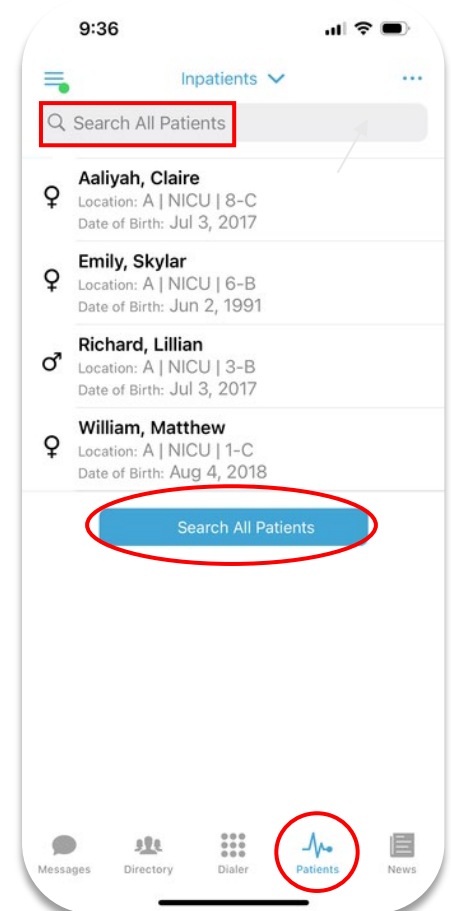 9:36
Inpatients
Search All Patients
Aaliyah, Claire
Location: A | NICU | 8-C
Date of Birth: Jul 3, 2017
Emily, Skylar
Location: A | NICU | 6-B
Date of Birth: Jun 2, 1991
Richard, Lillian
Location: A | NICU | 3-B
Date of Birth: Jul 3, 2017
William, Matthew
Location: A | NICU | 1-C
Date of Birth: Aug 4, 2018
Search All Patients
Messages Directory Dialer Patients News